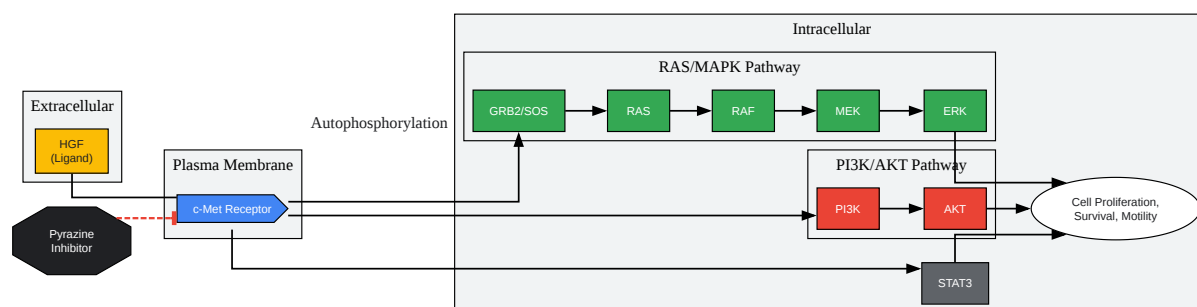 Intracellular
RAS/MAPK Pathway
GRB2/SOS
RAS
RAF
MEK
ERK
Extracellular
HGF
(Ligand)
Autophosphorylation
Plasma Membrane
c-Met Receptor
PI3K/AKT Pathway
PI3K
AKT
Cell Proliferation,
Survival, Motility
Pyrazine
Inhibitor
STAT3